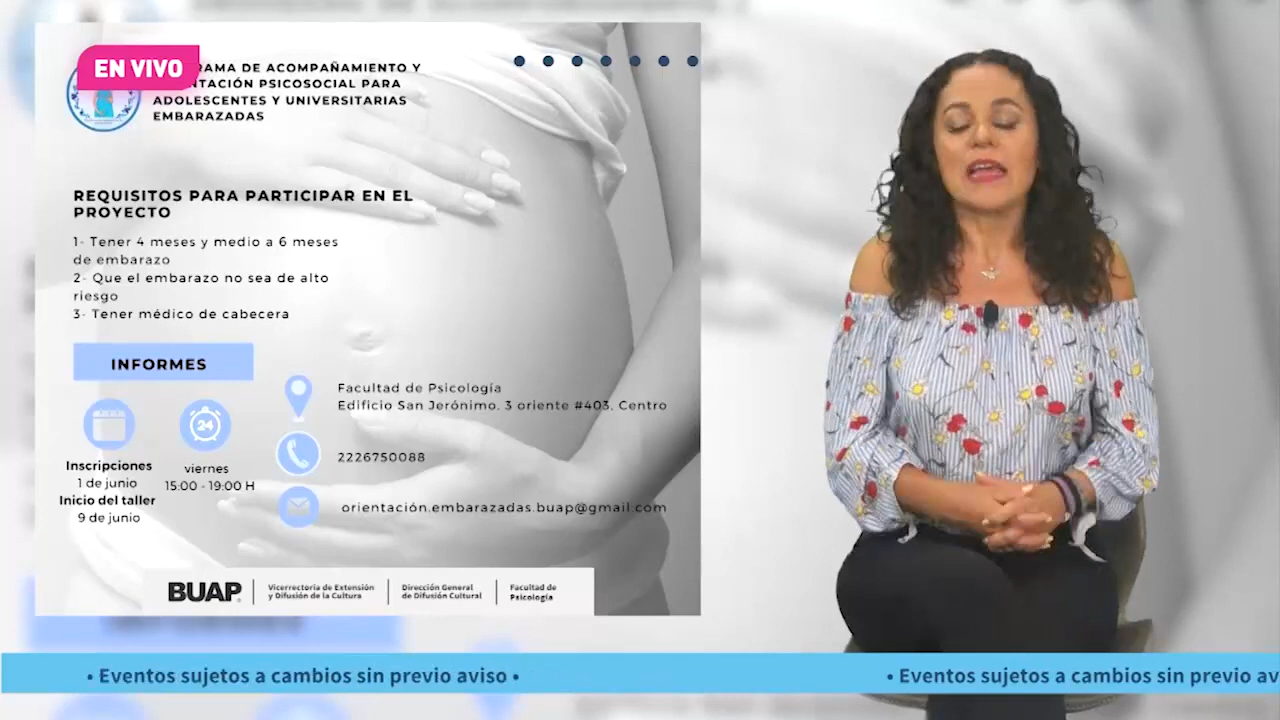 EN VIVO
RAMA DE ACOMPAÑAMIENTO Y
NTACIÓN PSICOSOCIAL PARA
ADOLESCENTES Y UNIVERSITARIAS
EMBARAZADAS
REQUISITOS PARA PARTICIPAR EN EL
PROYECTO
1- Tener 4 meses y medio a 6 meses
de embarazo
2- Que el embarazo no sea de alto
riesgo
3- Tener médico de cabecera
INFORMES
24
Inscripciones
1 de junio
Inicio del taller
9 de junio
viernes
15:00 - 19:00 H
Facultad de Psicología
Edificio San Jerónimo. 3 oriente #403, Centro
2226750088
orientación.embarazadas.buap@gmail.com
BUAP
Vicerrectoría de Extensión
y Difusión de la Cultura
Dirección General
de Difusión Cultural
Facultad de
Psicología
• Eventos sujetos a cambios sin previo aviso •
• Eventos sujetos a cambios sin previo av